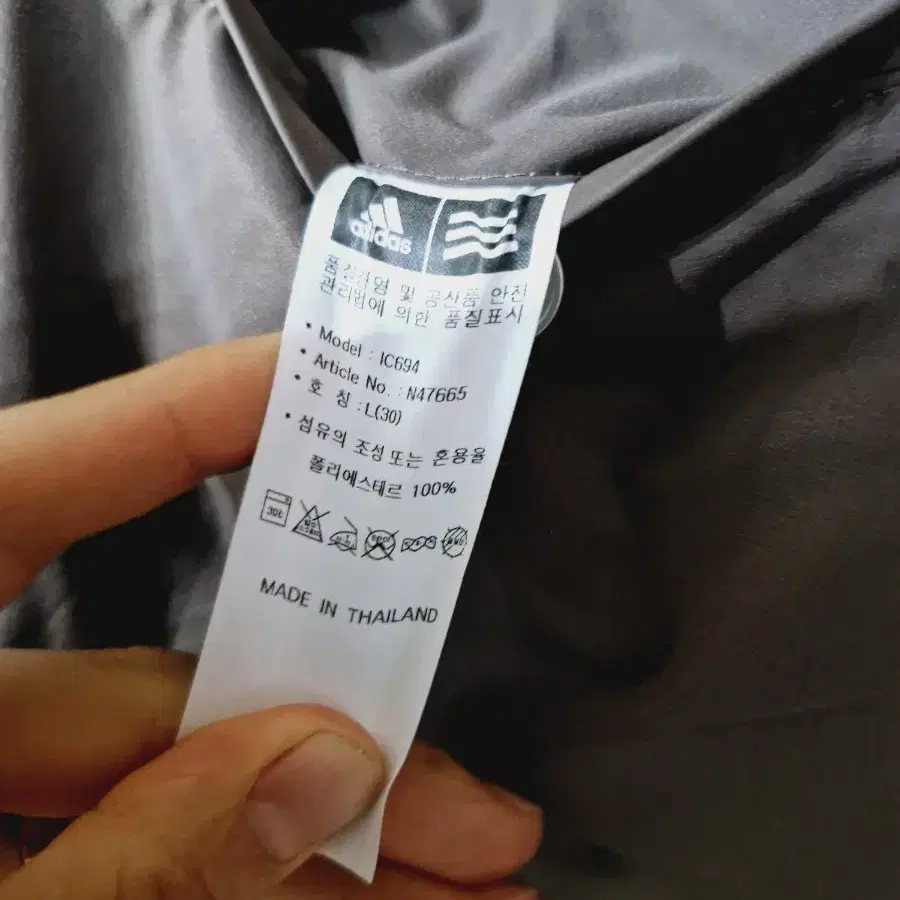 adidas
품질경영 및 공산품 안전
관리법에 의한 품질표시
• Model : IC694
• Article No. : N47665
• 호 칭 : L(30)
• 섬유의 조성 또는 혼용율
폴리에스테르 100%
30t
MADE IN THAILAND